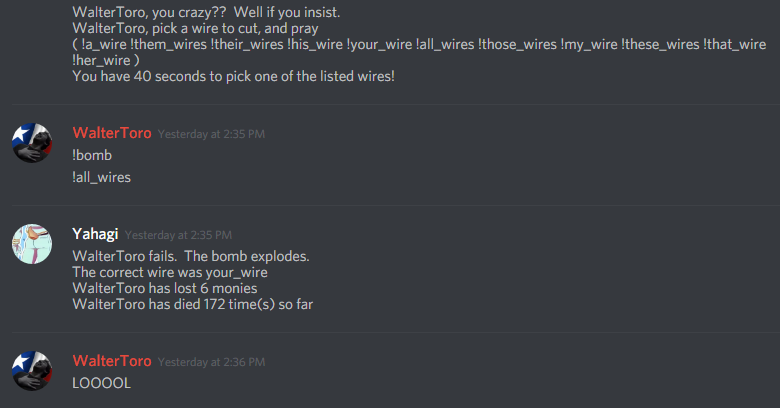 WalterToro, you crazy??  Well if you insist.
WalterToro, pick a wire to cut, and pray
( !a_wire !them_wires !their_wires !his_wire !your_wire !all_wires !those_wires !my_wire !these_wires !that_wire
!her_wire )
You have 40 seconds to pick one of the listed wires!
WalterToro Yesterday at 2:35 PM
!bomb
!all_wires
Yahagi Yesterday at 2:35 PM
WalterToro fails.  The bomb explodes.
The correct wire was your_wire
WalterToro has lost 6 monies
WalterToro has died 172 time(s) so far
WalterToro Yesterday at 2:36 PM
LOOOOL